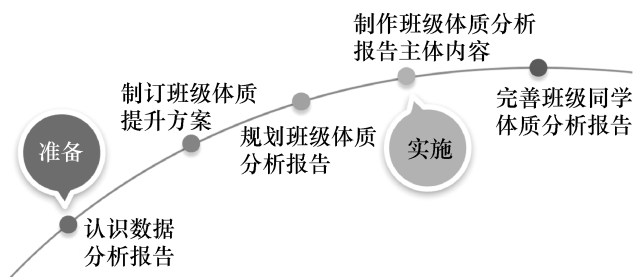 准备
认识数据
分析报告
制订班级体质
提升方案
规划班级体质
分析报告
制作班级体质分析
报告主体内容
实施
完善班级同学
体质分析报告